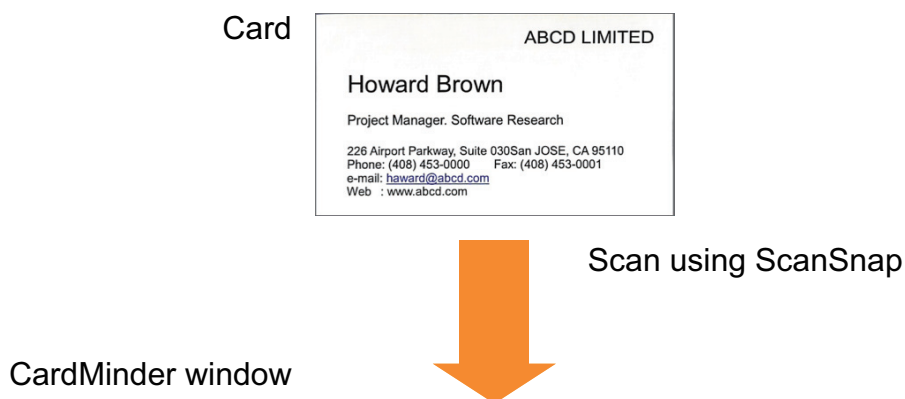 Card
ABCD LIMITED
Howard Brown
Project Manager. Software Research
226 Airport Parkway, Suite 030San JOSE, CA 95110
Phone: (408) 453-0000 Fax: (408) 453-0001
e-mail: haward@abcd.com
Web : www.abcd.com
Scan using ScanSnap
CardMinder window